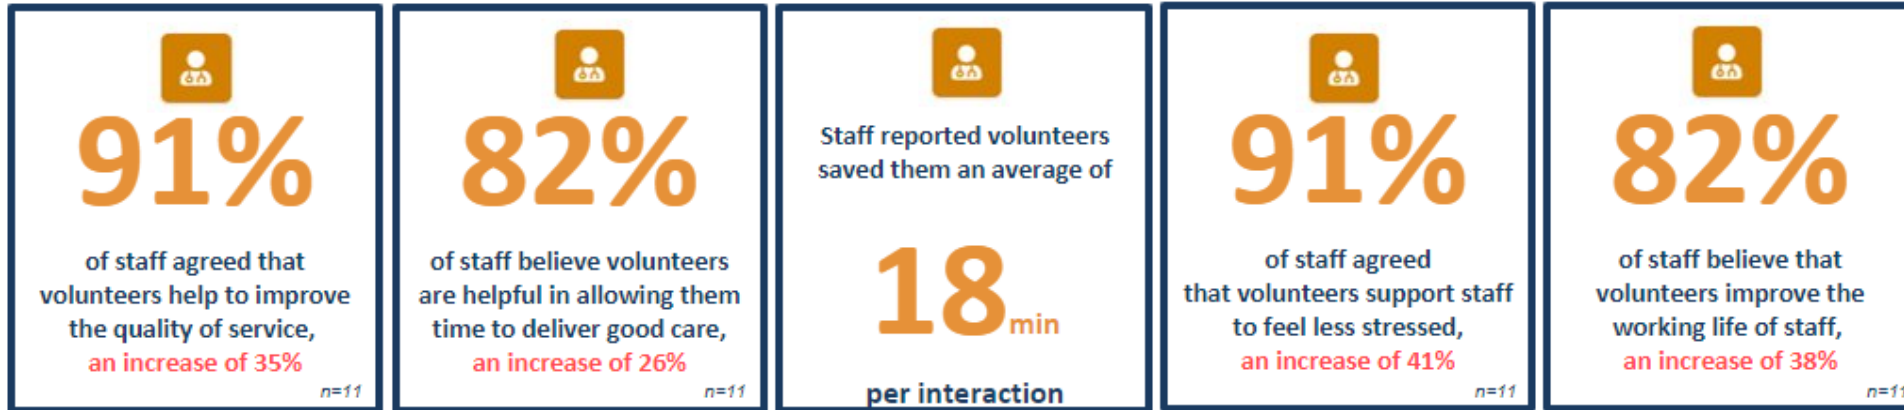 91%
of staff agreed that
volunteers help to improve
the quality of service,
an increase of 35%
n=11
82%
of staff believe volunteers
are helpful in allowing them
time to deliver good care,
an increase of 26%
n=11
Staff reported volunteers
saved them an average of
18 min
per interaction
91%
of staff agreed
that volunteers support staff
to feel less stressed,
an increase of 41%
n=11
82%
of staff believe that
volunteers improve the
working life of staff,
an increase of 38%
n=11